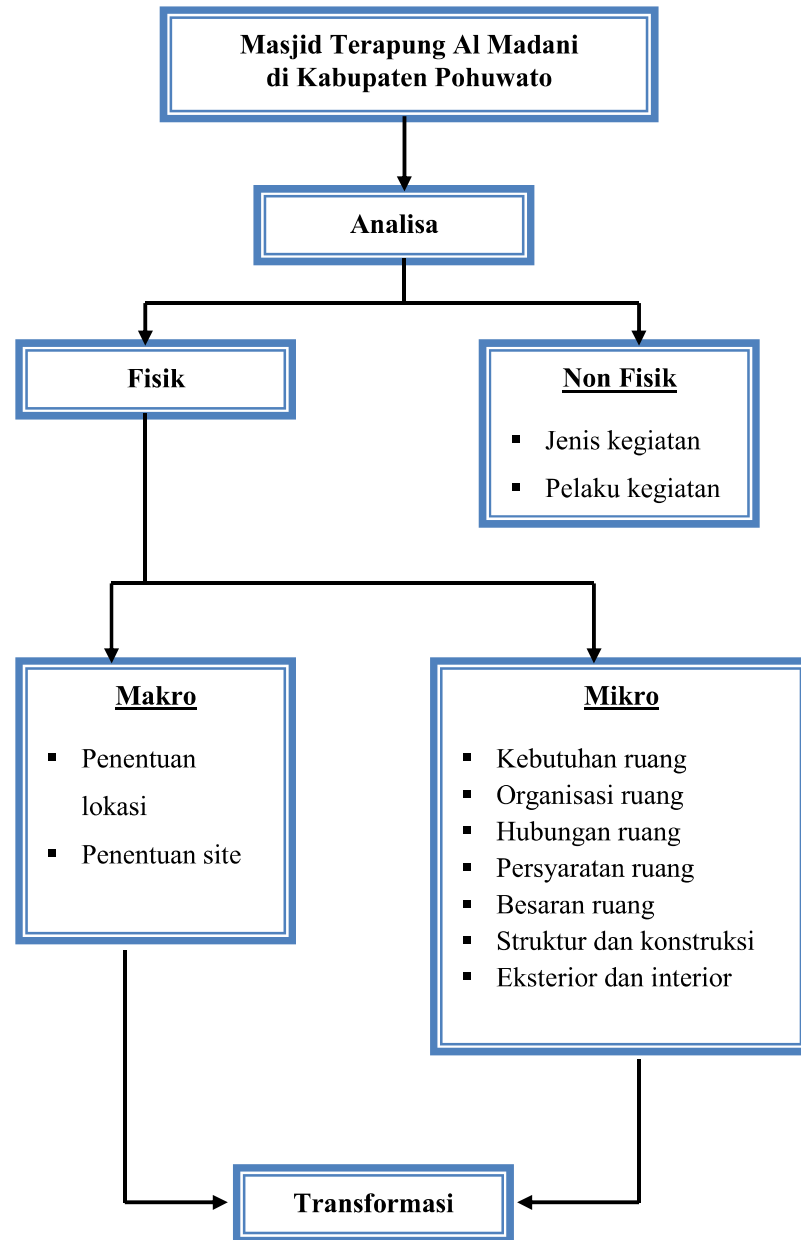 Masjid Terapung Al Madani
di Kabupaten Pohuwato
Analisa
Fisik
Non Fisik
▪ Jenis kegiatan
▪ Pelaku kegiatan
Makro
▪ Penentuan
lokasi
▪ Penentuan site
Mikro
▪ Kebutuhan ruang
▪ Organisasi ruang
▪ Hubungan ruang
▪ Persyaratan ruang
▪ Besaran ruang
▪ Struktur dan konstruksi
▪ Eksterior dan interior
Transformasi